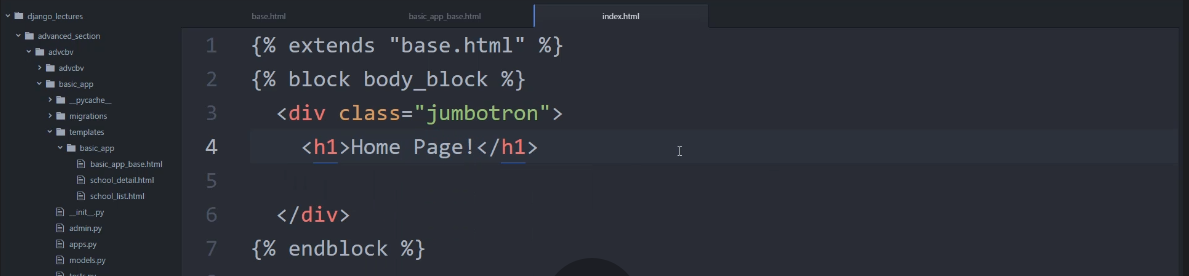 django_lectures
advanced_section
advcbv
advcbv
basic_app
__pycache__
migrations
templates
basic_app
basic_app_base.html
school_detail.html
school_list.html
__init__.py
admin.py
apps.py
models.py
tests.py
base.html
basic_app_base.html
index.html
1 {% extends "base.html" %}
2 {% block body_block %}
3 <div class="jumbotron">
4 <h1>Home Page!</h1>
5
6 </div>
7 {% endblock %}